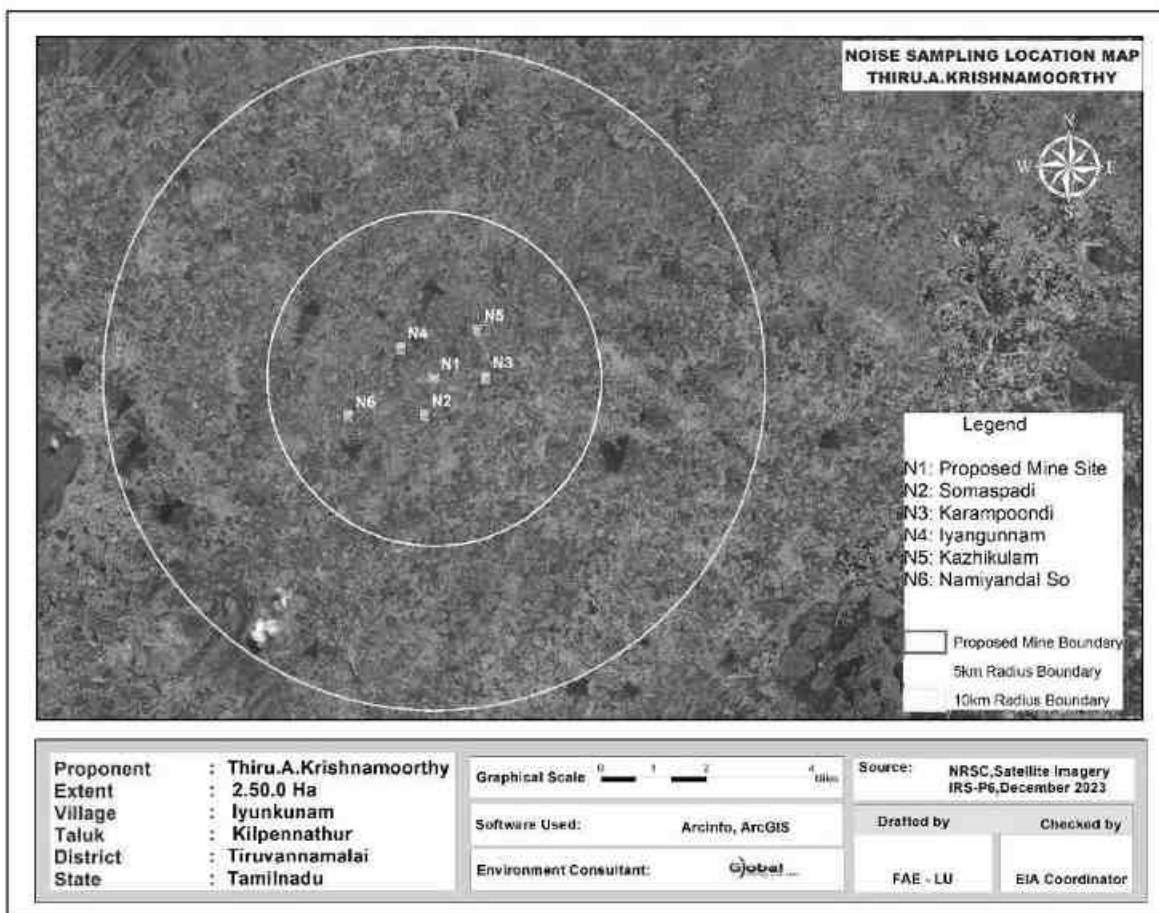 NOISE SAMPLING LOCATION MAP
THIRU.A.KRISHNAMOORTHY
N
W E
S
N5
N4
N1 N3
N6 N2
Legend
N1: Proposed Mine Site
N2: Somaspadi
N3: Karampoondi
N4: Iyangunnam
N5: Kazhikulam
N6: Namiyandal So
Proposed Mine Boundary
5km Radius Boundary
10km Radius Boundary
Proponent : Thiru.A.Krishnamoorthy
Extent : 2.50.0 Ha
Village : Iyunkunam
Taluk : Kilpennathur
District : Tiruvannamalai
State : Tamilnadu
Graphical Scale 0 1 2 4 Miles
Software Used: ArcInfo, ArcGIS
Environment Consultant: Global
Source: NRSC,Satellite Imagery
IRS-P6,December 2023
Drafted by Checked by
FAE - LU EIA Coordinator